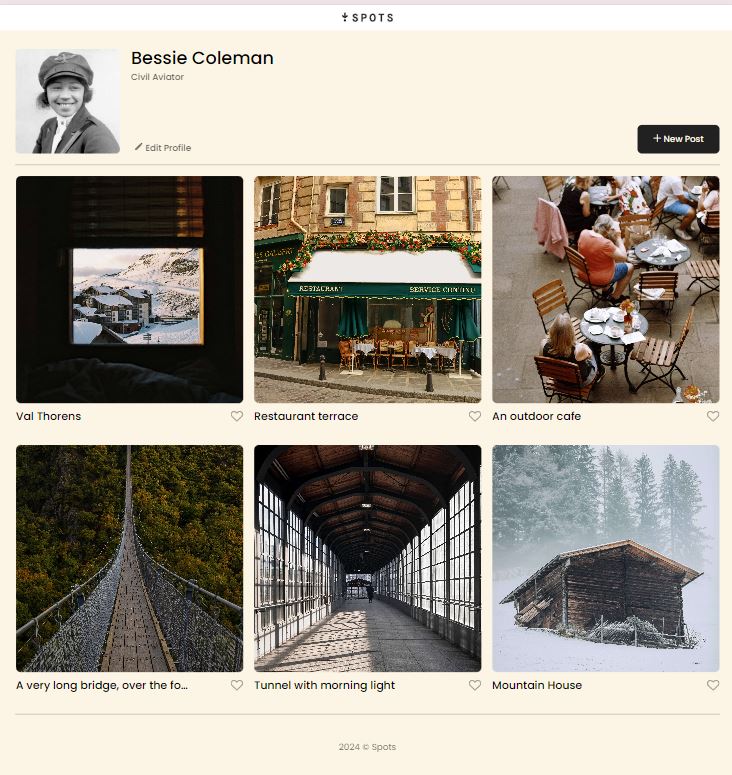 SPOTS
Bessie Coleman
Civil Aviator
Edit Profile
+ New Post
RESTAURANT SERVICE CONTINU
Val Thorens
Restaurant terrace
An outdoor cafe
A very long bridge, over the fo...
Tunnel with morning light
Mountain House
2024 © Spots